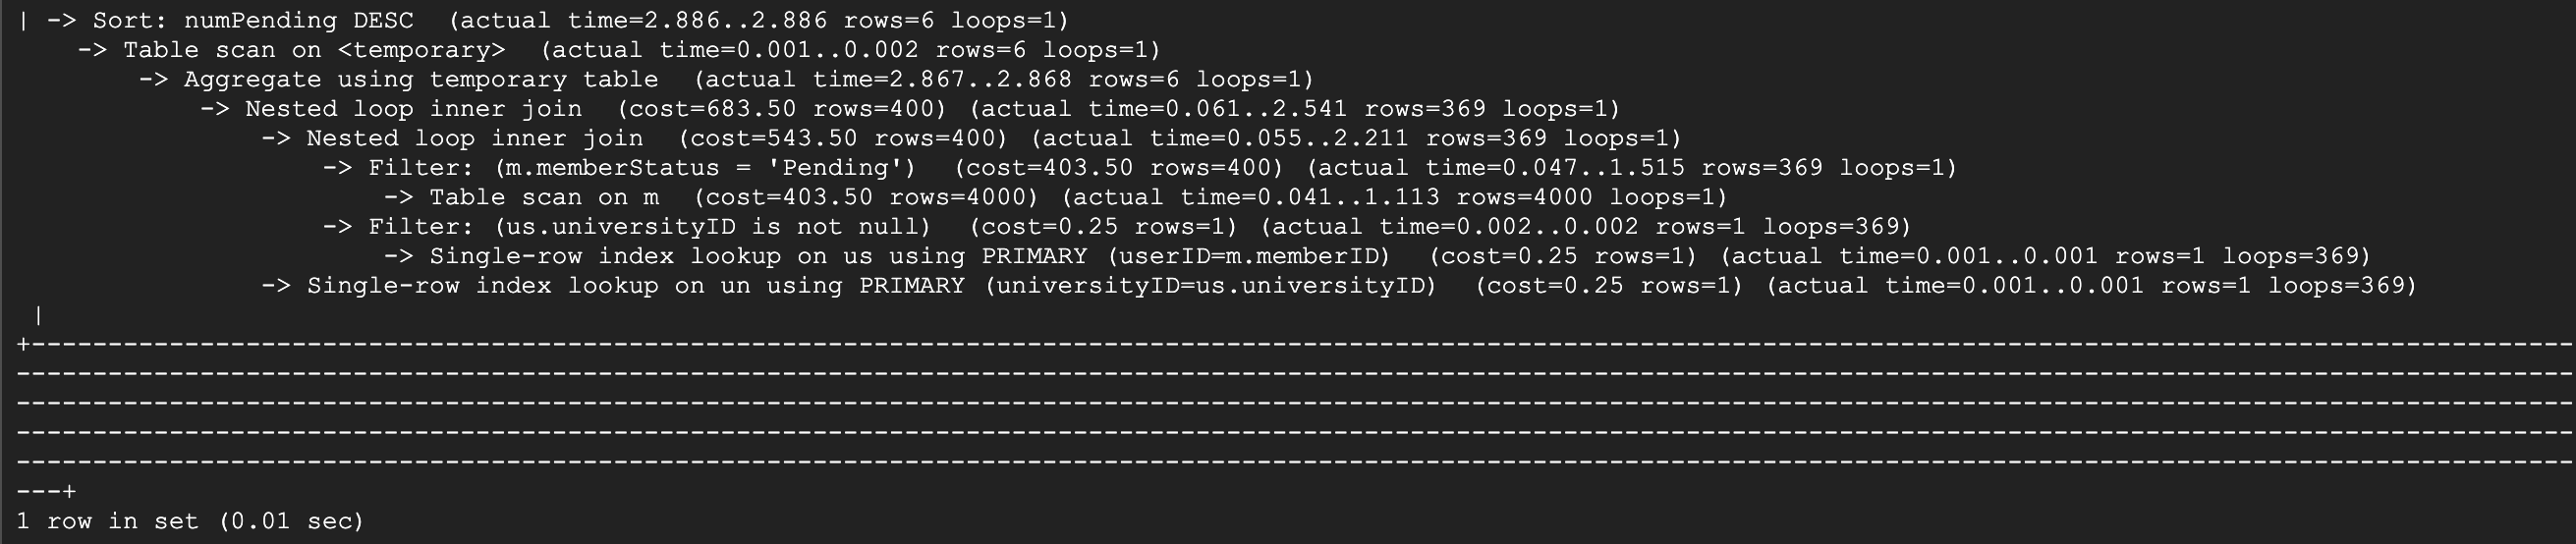 | -> Sort: numPending DESC  (actual time=2.886..2.886 rows=6 loops=1)
    -> Table scan on <temporary>  (actual time=0.001..0.002 rows=6 loops=1)
        -> Aggregate using temporary table  (actual time=2.867..2.868 rows=6 loops=1)
            -> Nested loop inner join  (cost=683.50 rows=400) (actual time=0.061..2.541 rows=369 loops=1)
                -> Nested loop inner join  (cost=543.50 rows=400) (actual time=0.055..2.211 rows=369 loops=1)
                    -> Filter: (m.memberStatus = 'Pending')  (cost=403.50 rows=400) (actual time=0.047..1.515 rows=369 loops=1)
                        -> Table scan on m  (cost=403.50 rows=4000) (actual time=0.041..1.113 rows=4000 loops=1)
                    -> Filter: (us.universityID is not null)  (cost=0.25 rows=1) (actual time=0.002..0.002 rows=1 loops=369)
                        -> Single-row index lookup on us using PRIMARY (userID=m.memberID)  (cost=0.25 rows=1) (actual time=0.001..0.001 rows=1 loops=369)
                -> Single-row index lookup on un using PRIMARY (universityID=us.universityID)  (cost=0.25 rows=1) (actual time=0.001..0.001 rows=1 loops=369)
 |
+-----------------------------------------------------------------------------------------------------------------------------------------------------------------------
------------------------------------------------------------------------------------------------------------------------------------------------------------------------
------------------------------------------------------------------------------------------------------------------------------------------------------------------------
------------------------------------------------------------------------------------------------------------------------------------------------------------------------
------------------------------------------------------------------------------------------------------------------------------------------------------------------------
---+
1 row in set (0.01 sec)